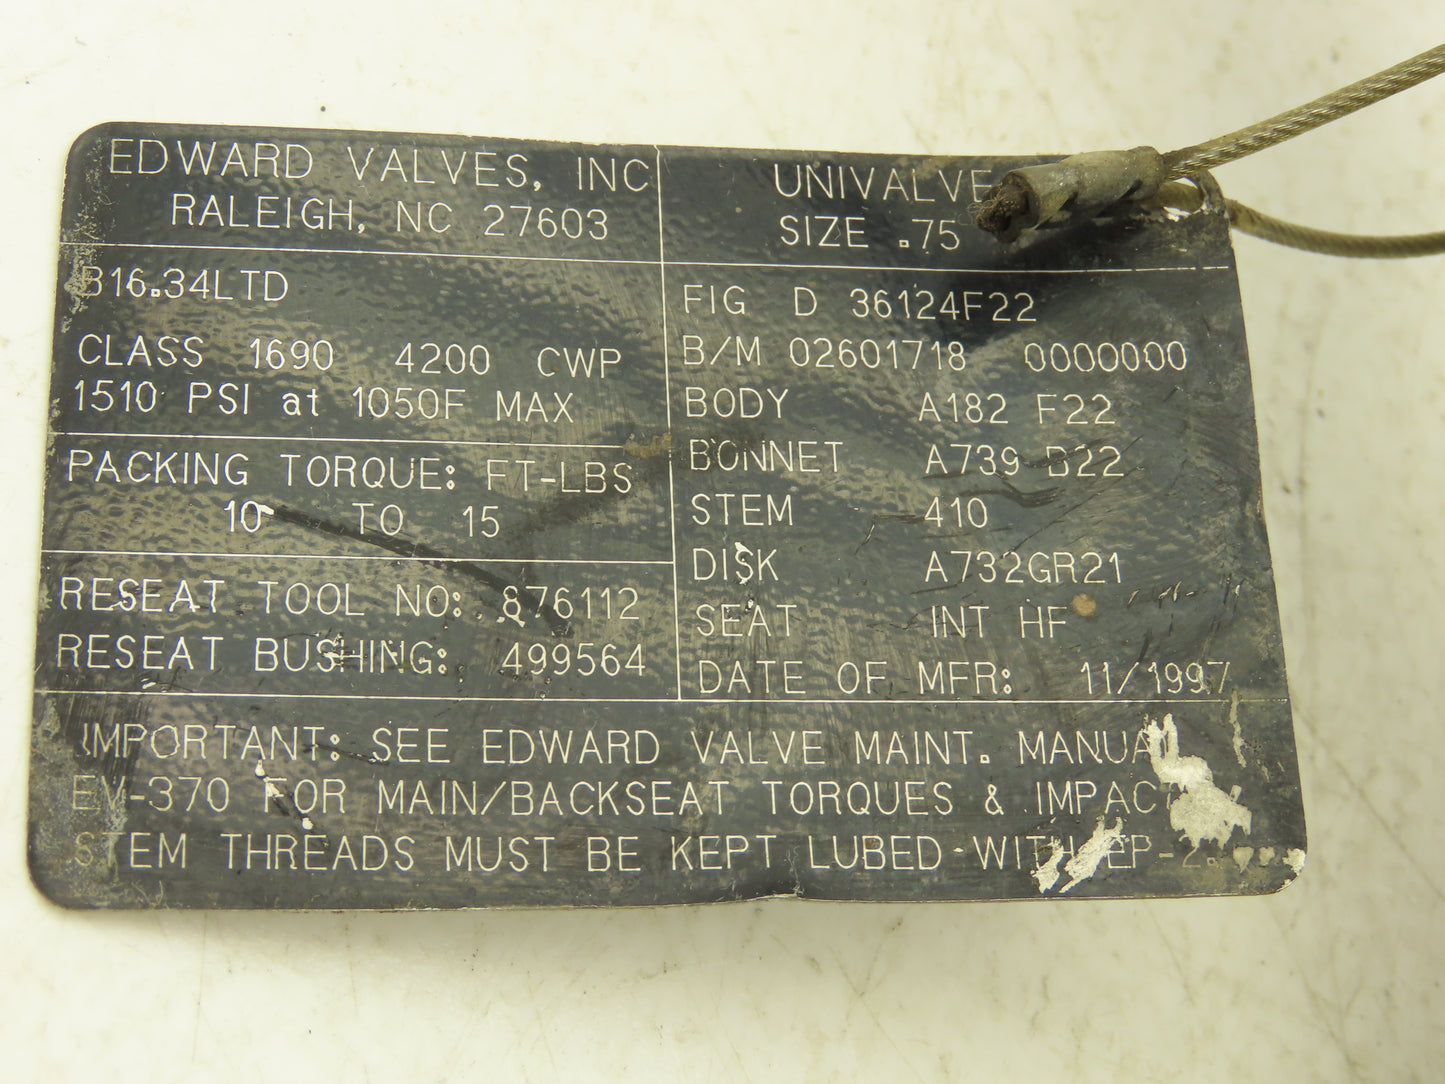 EDWARD VALVES, INC
RALEIGH, NC 27603
UNIVALVE
SIZE .75
B16.34LTD
CLASS 1690 4200 CWP
1510 PSI at 1050F MAX
PACKING TORQUE: FT-LBS
10 TO 15
RESEAT TOOL NO: 876112
RESEAT BUSHING: 499564
FIG D 36124F22
B/M 02601718 0000000
BODY A182 F22
BONNET A739 B22
STEM 410
DISK A732GR21
SEAT INT HF
DATE OF MFR: 11/1997
IMPORTANT: SEE EDWARD VALVE MAINT. MANUAL
EV-370 FOR MAIN/BACKSEAT TORQUES & IMPACT
STEM THREADS MUST BE KEPT LUBED WITH